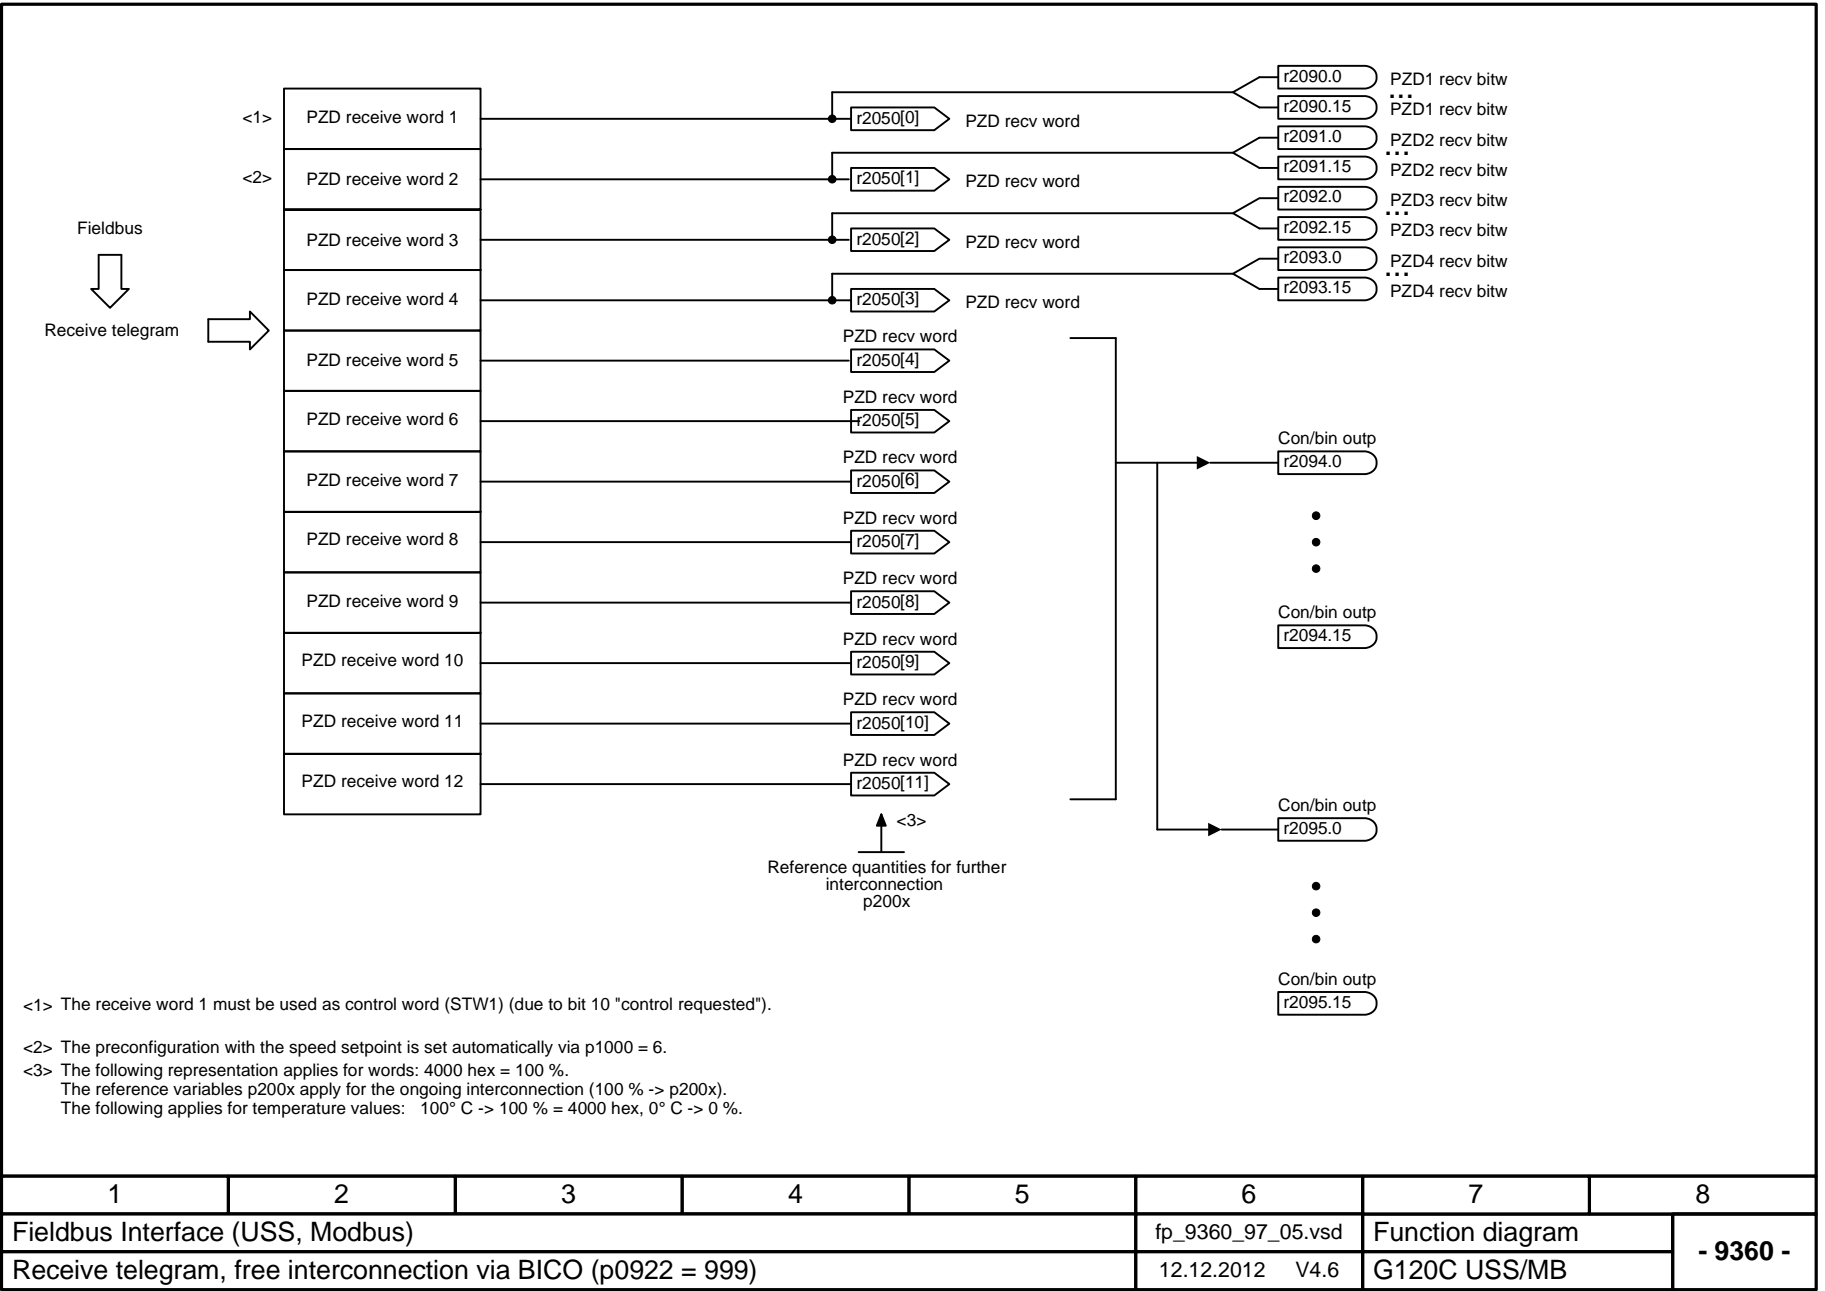 r2090.0 PZD1 recv bitw
...
<1> PZD receive word 1 r2050[0] PZD recv word r2090.15 PZD1 recv bitw
r2091.0 PZD2 recv bitw
...
<2> PZD receive word 2 r2050[1] PZD recv word r2091.15 PZD2 recv bitw
r2092.0 PZD3 recv bitw
...
Fieldbus PZD receive word 3 r2050[2] PZD recv word r2092.15 PZD3 recv bitw
r2093.0 PZD4 recv bitw
...
PZD receive word 4 r2050[3] PZD recv word r2093.15 PZD4 recv bitw
Receive telegram
PZD recv word
PZD receive word 5 r2050[4]
PZD recv word
PZD receive word 6 r2050[5]
Con/bin outp
PZD recv word r2094.0
PZD receive word 7 r2050[6]
PZD recv word
PZD receive word 8 r2050[7]
PZD recv word
PZD receive word 9 r2050[8]
Con/bin outp
PZD recv word r2094.15
PZD receive word 10 r2050[9]
PZD recv word
PZD receive word 11 r2050[10]
PZD recv word
PZD receive word 12 r2050[11]
Con/bin outp
<3> r2095.0
Reference quantities for further
interconnection
p200x
Con/bin outp
r2095.15
<1> The receive word 1 must be used as control word (STW1) (due to bit 10 "control requested").
<2> The preconfiguration with the speed setpoint is set automatically via p1000 = 6.
<3> The following representation applies for words: 4000 hex = 100 %.
The reference variables p200x apply for the ongoing interconnection (100 % -> p200x).
The following applies for temperature values: 100° C -> 100 % = 4000 hex, 0° C -> 0 %.
1 2 3 4 5 6 7 8
Fieldbus Interface (USS, Modbus) fp_9360_97_05.vsd Function diagram
- 9360 -
Receive telegram, free interconnection via BICO (p0922 = 999) 12.12.2012 V4.6 G120C USS/MB